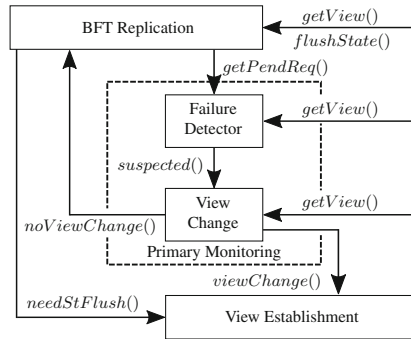 BFT Replication
getView()
flushState()
getPendReq()
Failure
Detector
getView()
suspected()
View
Change
getView()
noViewChange()
Primary Monitoring
viewChange()
needStFlush()
View Establishment